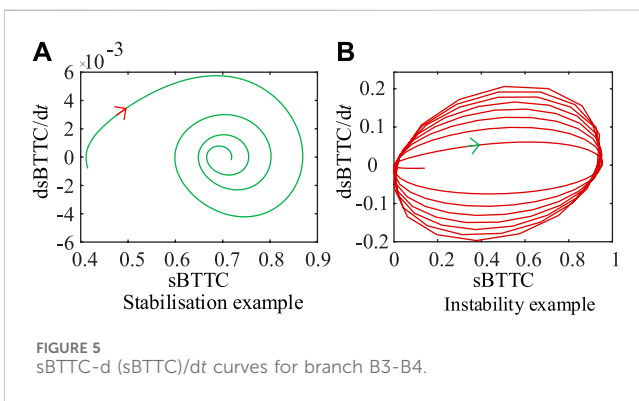 A
B
6 ×10⁻³
4
2
0
-2
-4
-6
dsBTTC/dt
0.4 0.5 0.6 0.7 0.8 0.9
sBTTC
Stabilisation example
0.2
0.1
0
-0.1
-0.2
dsBTTC/dt
0 0.2 0.4 0.6 0.8 1
sBTTC
Instability example
FIGURE 5
sBTTC-d (sBTTC)/dt curves for branch B3-B4.